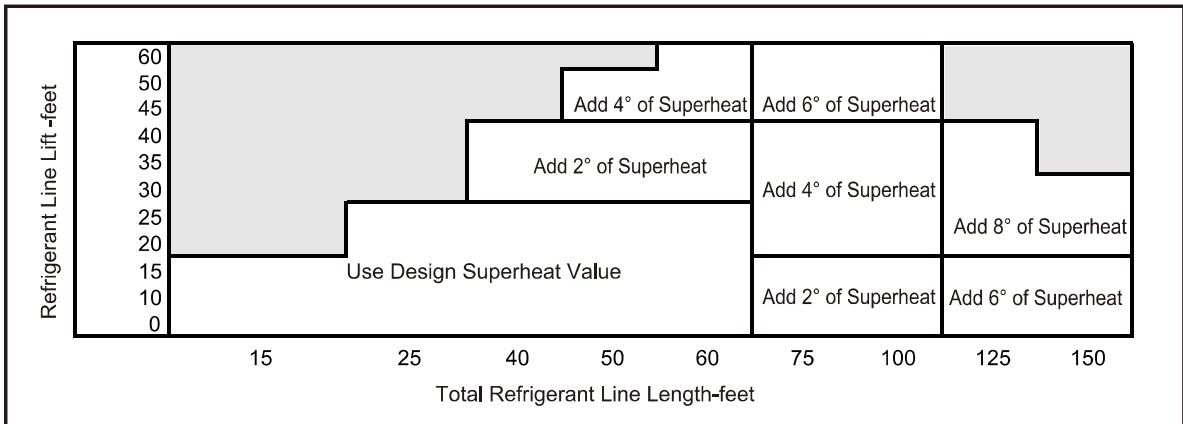 Refrigerant Line Lift -feet
60
50
45
40
35
30
25
20
15
10
0
Add 4° of Superheat
Add 6° of Superheat
Add 2° of Superheat
Add 4° of Superheat
Add 8° of Superheat
Use Design Superheat Value
Add 2° of Superheat
Add 6° of Superheat
15 25 40 50 60 75 100 125 150
Total Refrigerant Line Length-feet